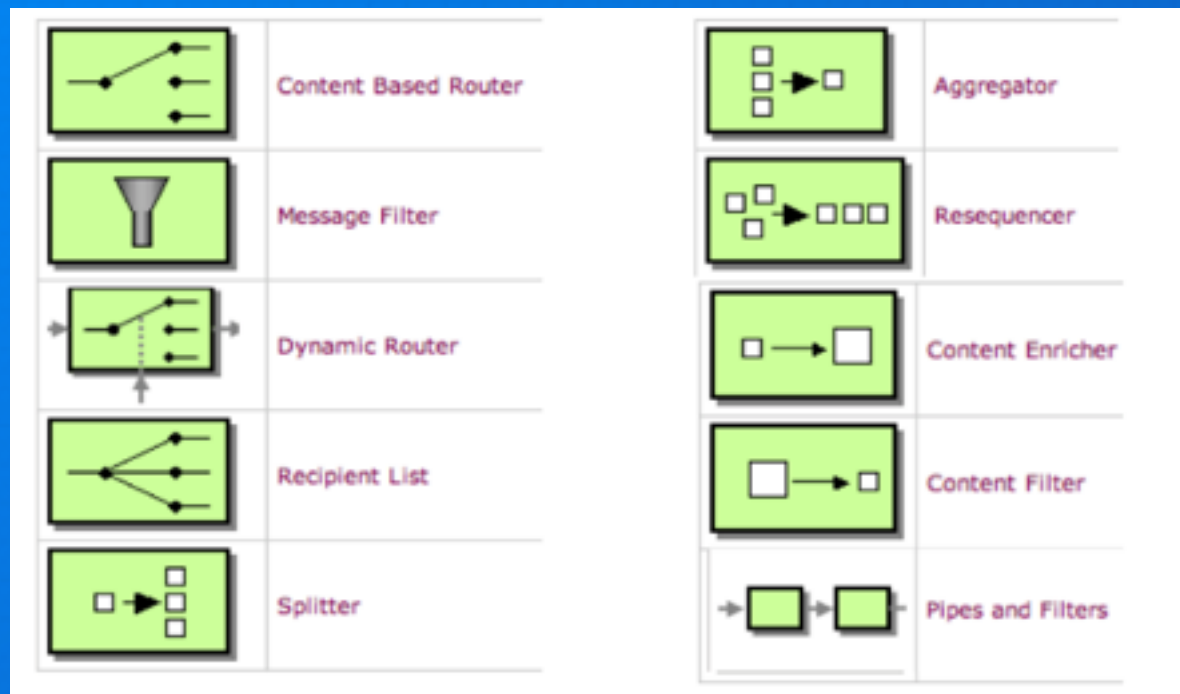 Content Based Router
Message Filter
Dynamic Router
Recipient List
Splitter
Aggregator
Resequencer
Content Enricher
Content Filter
Pipes and Filters